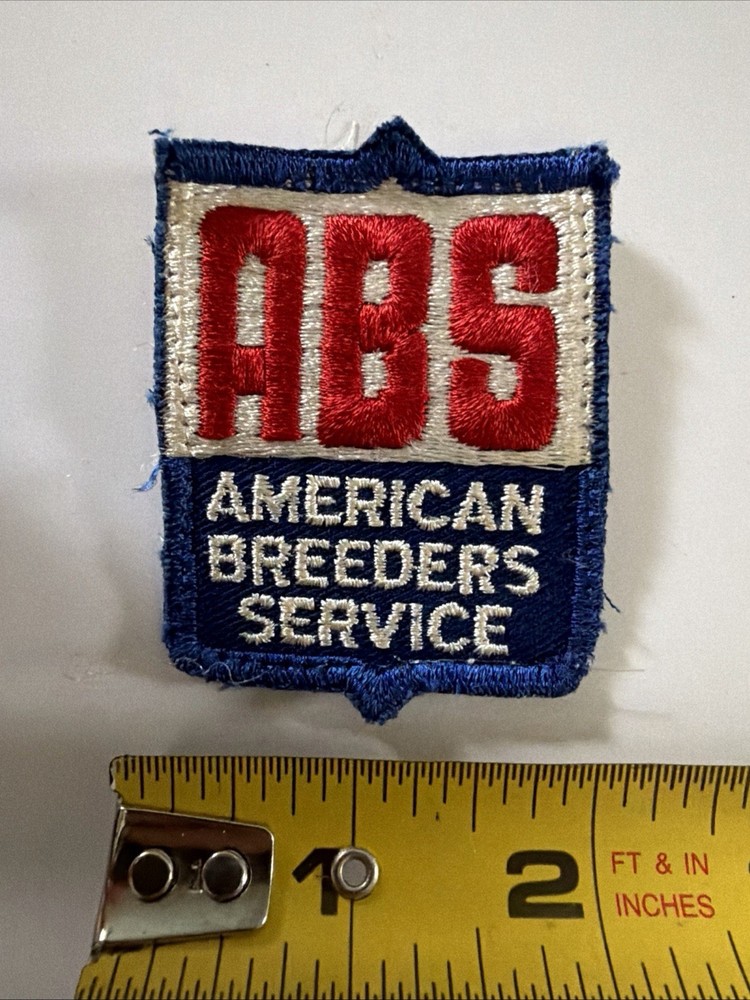 ABS
AMERICAN
BREEDERS
SERVICE
1 2 FT & IN
INCHES